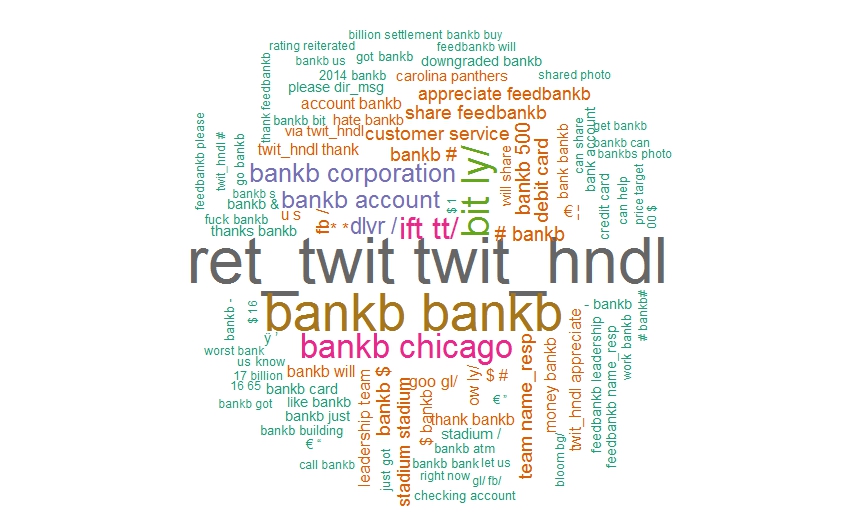 billion settlement bankb buy
rating reiterated
feedbankb will
bankb us
got bankb
downgraded bankb
2014 bankb
carolina panthers
shared photo
thank feedbankb
please dir_msg
appreciate feedbankb
account bankb
share feedbankb
feedbankb please
twit_hndl #
bankb bit
hate bankb
get bankb
via twit_hndl
customer service
bankb 500
debit card
bank bankb
can share
bank account
bankb can
go bankb
twit_hndl thank
bankb #
bit ly/
will share
bankbs photo
bankb corporation
bankb s
bankb account
bankb &
$ 1
credit card
can help
price target
00 $
u s
fb /
fuck bankb
* *
dlvr /
ift tt/
€ – –
thanks bankb
# bankb
ret_twit twit_hndl
bankb bankb
bankb -
$ 16
- bankb
# bankb#
ÿ ’
bankb chicago
worst bank
us know
17 billion
bankb will
leadership team
bankb $
goo gl/
ow ly/
$ #
team name_resp
money bankb
twit_hndl appreciate
feedbankb leadership
feedbankb name_resp
work bankb
16 65
bankb card
stadium stadium
bankb got
like bankb
$ bankb
€ ”
bankb just
thank bankb
bankb building
stadium /
€ “
bankb atm
call bankb
just got
bankb bank
let us
right now
gl/ fb/
bloom bg/
checking account